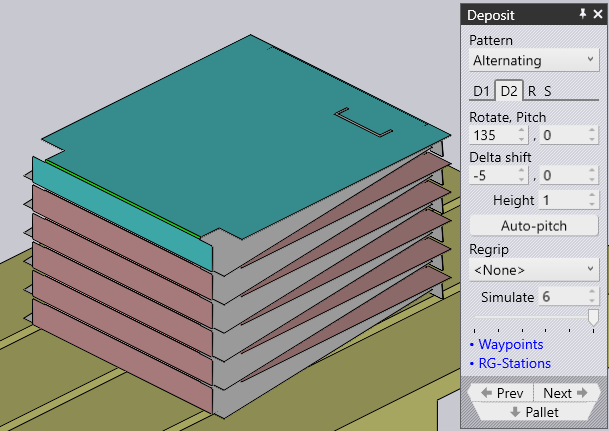 Deposit
Pattern
Alternating
D1 D2 R S
Rotate, Pitch
135 , 0
Delta shift
-5 , 0
Height 1
Auto-pitch
Regrip
<None>
Simulate 6
• Waypoints
• RG-Stations
Prev Next
Pallet